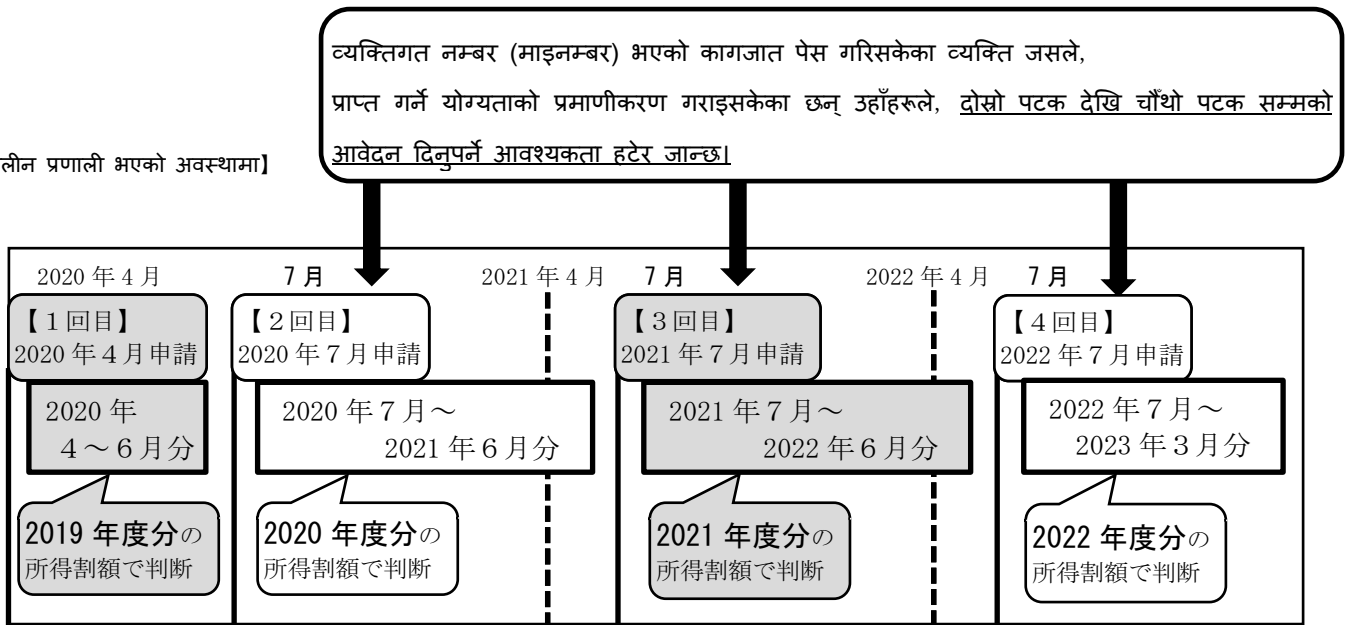 व्यक्तिगत नम्बर (माइनम्बर) भएको कागजात पेस गरिसकेका व्यक्ति जसले,
प्राप्त गर्ने योग्यताको प्रमाणीकरण गराइसकेका छन् उहाँहरूले, दोस्रो पटक देखि चौँथो पटक सम्मको
आवेदन दिनुपर्ने आवश्यकता हटेर जान्छ।
लीन प्रणाली भएको अवस्थामा】
2020 年 4 月 7 月 2021 年 4 月 7 月 2022 年 4 月 7 月
【１回目】
2020 年４月申請
【２回目】
2020 年７月申請
【３回目】
2021 年７月申請
【４回目】
2022 年７月申請
2020 年
４～６月分
2020 年７月～
2021 年６月分
2021 年７月～
2022 年６月分
2022 年７月～
2023 年３月分
2019 年度分の
所得割額で判断
2020 年度分の
所得割額で判断
2021 年度分の
所得割額で判断
2022 年度分の
所得割額で判断